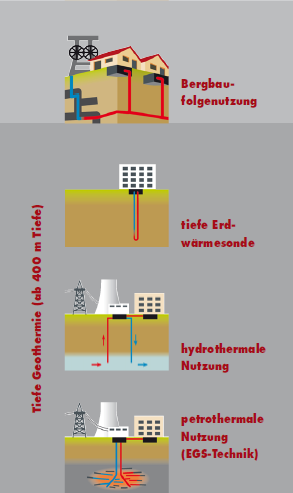 Bergbau-
folgenutzung
Tiefe Geothermie (ab 400 m Tiefe)
tiefe Erd-
wärmesonde
hydrothermale
Nutzung
petrothermale
Nutzung
(EGS-Technik)